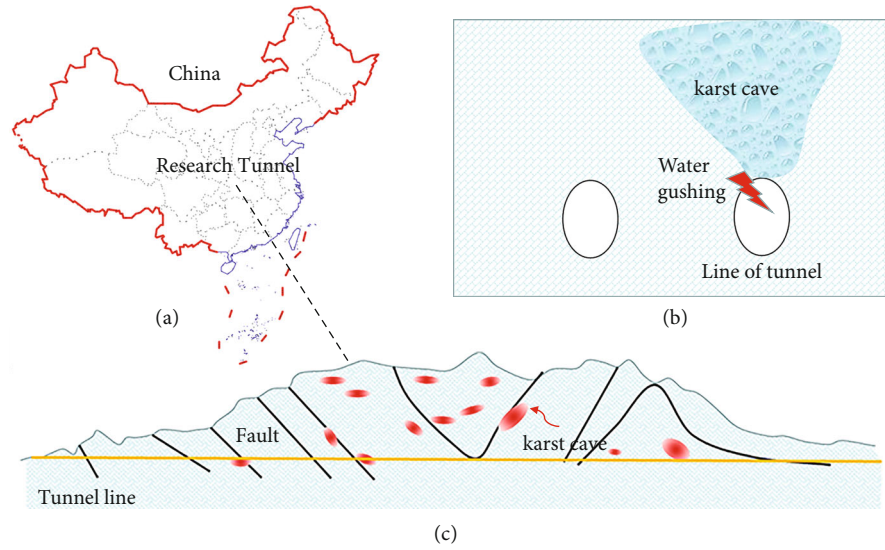 China
Research Tunnel
(a)
karst cave
Water
gushing
Line of tunnel
(b)
Fault
karst cave
Tunnel line
(c)